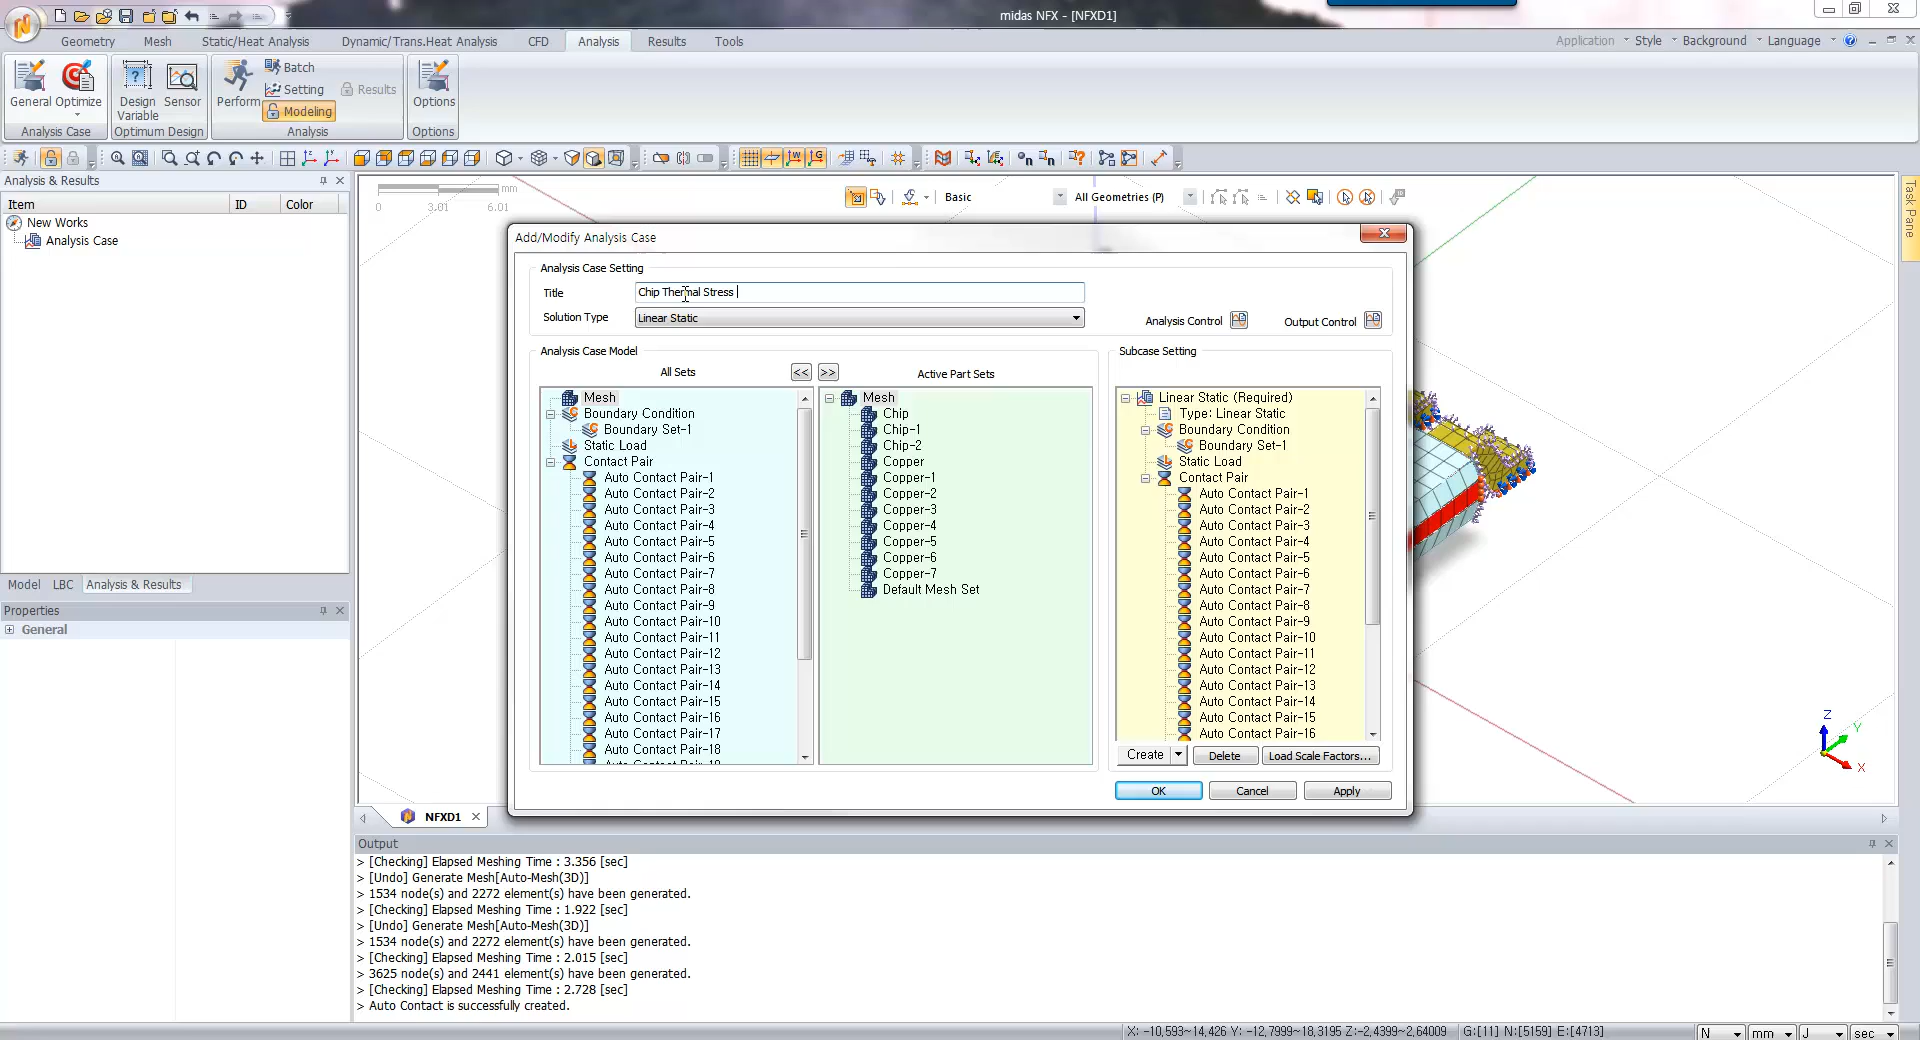 midas NFX - [NFXD1]
Geometry Mesh Static/Heat Analysis Dynamic/Trans.Heat Analysis CFD Analysis Results Tools
Application Style Background Language
General Optimize
Analysis Case
Design Variable
Sensor
Optimum Design
Perform
Batch
Setting
Modeling
Results
Analysis
Options
Options
Analysis & Results
Item ID Color
New Works
Analysis Case
Model LBC Analysis & Results
Properties
General
mm
0 3.01 6.01
Basic All Geometries (P)
Task Pane
Add/Modify Analysis Case
Analysis Case Setting
Title Chip Thermal Stress
Solution Type Linear Static
Analysis Control Output Control
Analysis Case Model
All Sets << >> Active Part Sets
Mesh
Boundary Condition
Boundary Set-1
Static Load
Contact Pair
Auto Contact Pair-1
Auto Contact Pair-2
Auto Contact Pair-3
Auto Contact Pair-4
Auto Contact Pair-5
Auto Contact Pair-6
Auto Contact Pair-7
Auto Contact Pair-8
Auto Contact Pair-9
Auto Contact Pair-10
Auto Contact Pair-11
Auto Contact Pair-12
Auto Contact Pair-13
Auto Contact Pair-14
Auto Contact Pair-15
Auto Contact Pair-16
Auto Contact Pair-17
Auto Contact Pair-18
Mesh
Chip
Chip-1
Chip-2
Copper
Copper-1
Copper-2
Copper-3
Copper-4
Copper-5
Copper-6
Copper-7
Default Mesh Set
Subcase Setting
Linear Static (Required)
Type: Linear Static
Boundary Condition
Boundary Set-1
Static Load
Contact Pair
Auto Contact Pair-1
Auto Contact Pair-2
Auto Contact Pair-3
Auto Contact Pair-4
Auto Contact Pair-5
Auto Contact Pair-6
Auto Contact Pair-7
Auto Contact Pair-8
Auto Contact Pair-9
Auto Contact Pair-10
Auto Contact Pair-11
Auto Contact Pair-12
Auto Contact Pair-13
Auto Contact Pair-14
Auto Contact Pair-15
Auto Contact Pair-16
Create Delete Load Scale Factors...
OK Cancel Apply
Z
Y
X
NFXD1
Output
> [Checking] Elapsed Meshing Time : 3.356 [sec]
> [Undo] Generate Mesh[Auto-Mesh(3D)]
> 1534 node(s) and 2272 element(s) have been generated.
> [Checking] Elapsed Meshing Time : 1.922 [sec]
> [Undo] Generate Mesh[Auto-Mesh(3D)]
> 1534 node(s) and 2272 element(s) have been generated.
> [Checking] Elapsed Meshing Time : 2.015 [sec]
> 3625 node(s) and 2441 element(s) have been generated.
> [Checking] Elapsed Meshing Time : 2.728 [sec]
> Auto Contact is successfully created.
X: -10,593~14,426 Y: -12,7999~18,3195 Z:-2,4399~2,64009 G:[11] N:[5159] E:[4713] N mm J sec